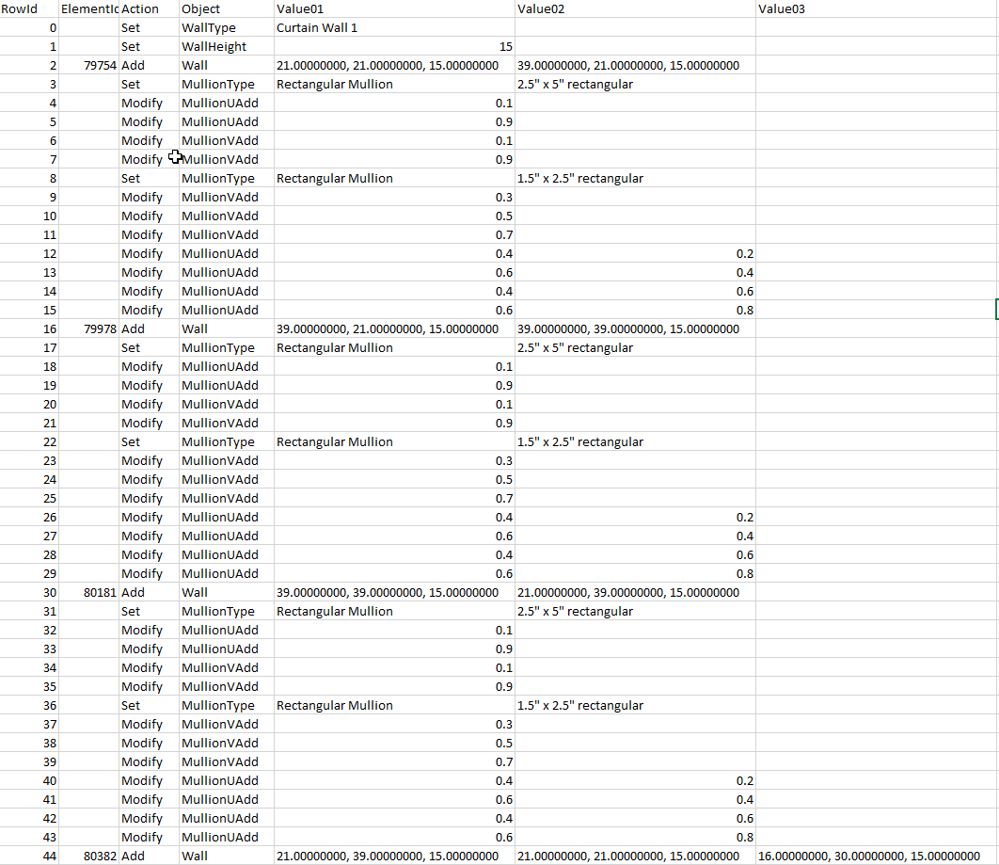 RowId ElementId Action Object Value01 Value02 Value03
0 Set WallType Curtain Wall 1
1 Set WallHeight 15
2 79754 Add Wall 21.00000000, 21.00000000, 15.00000000 39.00000000, 21.00000000, 15.00000000
3 Set MullionType Rectangular Mullion 2.5" x 5" rectangular
4 Modify MullionUAdd 0.1
5 Modify MullionUAdd 0.9
6 Modify MullionVAdd 0.1
7 Modify MullionVAdd 0.9
8 Set MullionType Rectangular Mullion 1.5" x 2.5" rectangular
9 Modify MullionVAdd 0.3
10 Modify MullionVAdd 0.5
11 Modify MullionVAdd 0.7
12 Modify MullionUAdd 0.4 0.2
13 Modify MullionUAdd 0.6 0.4
14 Modify MullionUAdd 0.4 0.6
15 Modify MullionUAdd 0.6 0.8
16 79978 Add Wall 39.00000000, 21.00000000, 15.00000000 39.00000000, 39.00000000, 15.00000000
17 Set MullionType Rectangular Mullion 2.5" x 5" rectangular
18 Modify MullionUAdd 0.1
19 Modify MullionUAdd 0.9
20 Modify MullionVAdd 0.1
21 Modify MullionVAdd 0.9
22 Set MullionType Rectangular Mullion 1.5" x 2.5" rectangular
23 Modify MullionVAdd 0.3
24 Modify MullionVAdd 0.5
25 Modify MullionVAdd 0.7
26 Modify MullionUAdd 0.4 0.2
27 Modify MullionUAdd 0.6 0.4
28 Modify MullionUAdd 0.4 0.6
29 Modify MullionUAdd 0.6 0.8
30 80181 Add Wall 39.00000000, 39.00000000, 15.00000000 21.00000000, 39.00000000, 15.00000000
31 Set MullionType Rectangular Mullion 2.5" x 5" rectangular
32 Modify MullionUAdd 0.1
33 Modify MullionUAdd 0.9
34 Modify MullionVAdd 0.1
35 Modify MullionVAdd 0.9
36 Set MullionType Rectangular Mullion 1.5" x 2.5" rectangular
37 Modify MullionVAdd 0.3
38 Modify MullionVAdd 0.5
39 Modify MullionVAdd 0.7
40 Modify MullionUAdd 0.4 0.2
41 Modify MullionUAdd 0.6 0.4
42 Modify MullionUAdd 0.4 0.6
43 Modify MullionUAdd 0.6 0.8
44 80382 Add Wall 21.00000000, 39.00000000, 15.00000000 21.00000000, 21.00000000, 15.00000000 16.00000000, 30.00000000, 15.00000000